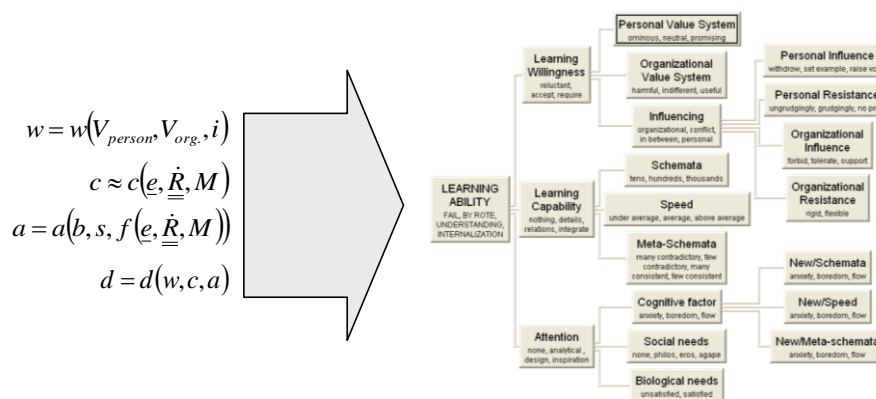 w = w(V_person, V_org., i)
c ≈ c(e, Ṙ, M)
a = a(b, s, f(e, Ṙ, M))
d = d(w, c, a)
LEARNING
ABILITY
FAIL, BY ROTE,
UNDERSTANDING,
INTERNALIZATION
Learning
Willingness
reluctant,
accept, require
Personal Value System
ominous, neutral, promising
Organizational
Value System
harmful, indifferent, useful
Influencing
organizational, conflict,
in between, personal
Personal Influence
withdrow, set example, raise
Personal Resistance
ungrudgingly, grudgingly, no
Organizational
Influence
forbid, tolerate, support
Organizational
Resistance
rigid, flexible
Learning
Capability
nothing, details,
relations, integrate
Schemata
tens, hundreds, thousands
Speed
under average, average, above average
Meta-Schemata
many contradictory, few
contradictory, many
consistent, few consistent
Attention
none, analytical ,
design, inspiration
Cognitive factor
anxiety, boredom, flow
New/Schemata
anxiety, boredom, flow
New/Speed
anxiety, boredom, flow
New/Meta-schemata
anxiety, boredom, flow
Social needs
none, philos, eros, agape
Biological needs
unsatisfied, satisfied